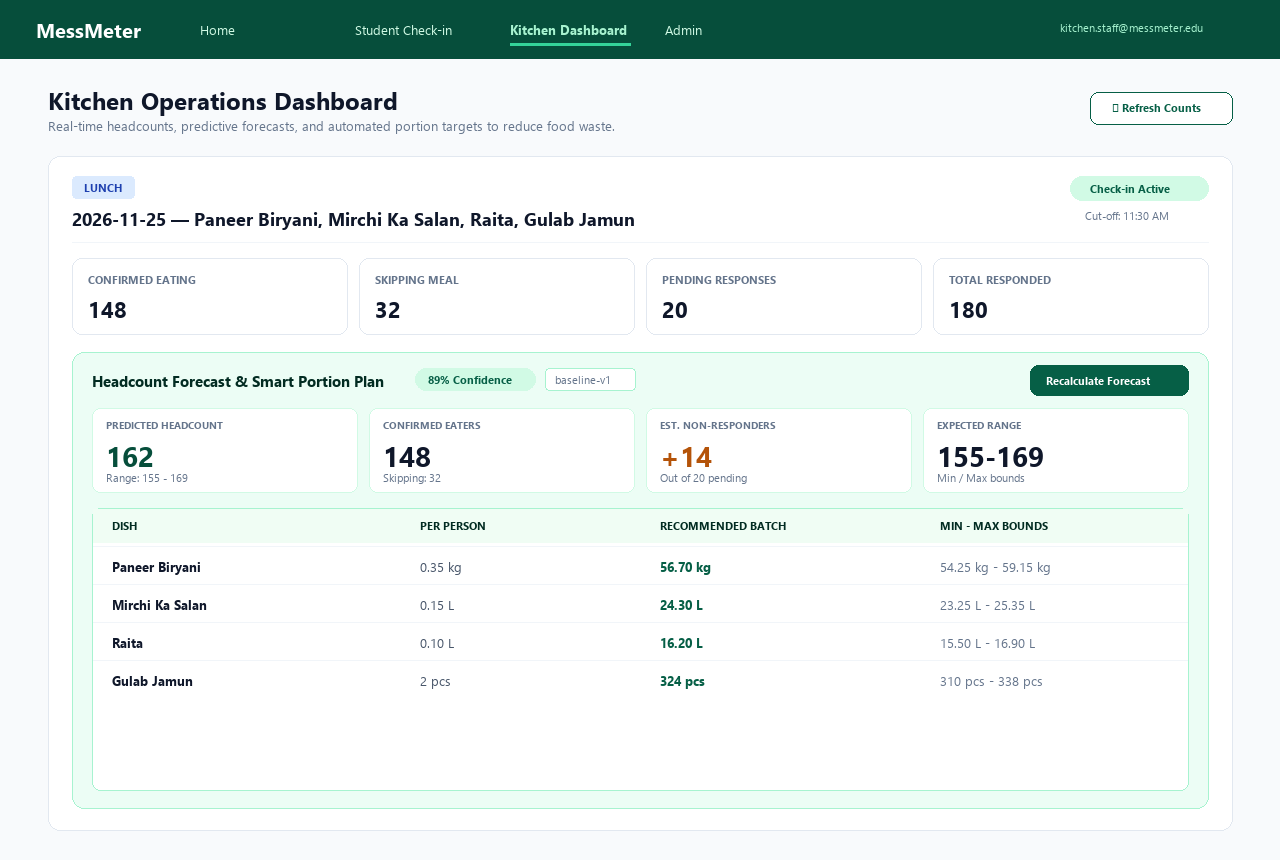 MessMeter Home Student Check-in Kitchen Dashboard Admin kitchen.staff@messmeter.edu
Kitchen Operations Dashboard
Real-time headcounts, predictive forecasts, and automated portion targets to reduce food waste.
Refresh Counts
LUNCH
Check-in Active
2026-11-25 — Paneer Biryani, Mirchi Ka Salan, Raita, Gulab Jamun
Cut-off: 11:30 AM
CONFIRMED EATING
148
SKIPPING MEAL
32
PENDING RESPONSES
20
TOTAL RESPONDED
180
Headcount Forecast & Smart Portion Plan 89% Confidence baseline-v1 Recalculate Forecast
PREDICTED HEADCOUNT
162
Range: 155 - 169
CONFIRMED EATERS
148
Skipping: 32
EST. NON-RESPONDERS
+14
Out of 20 pending
EXPECTED RANGE
155-169
Min / Max bounds
DISH PER PERSON RECOMMENDED BATCH MIN - MAX BOUNDS
Paneer Biryani 0.35 kg 56.70 kg 54.25 kg - 59.15 kg
Mirchi Ka Salan 0.15 L 24.30 L 23.25 L - 25.35 L
Raita 0.10 L 16.20 L 15.50 L - 16.90 L
Gulab Jamun 2 pcs 324 pcs 310 pcs - 338 pcs